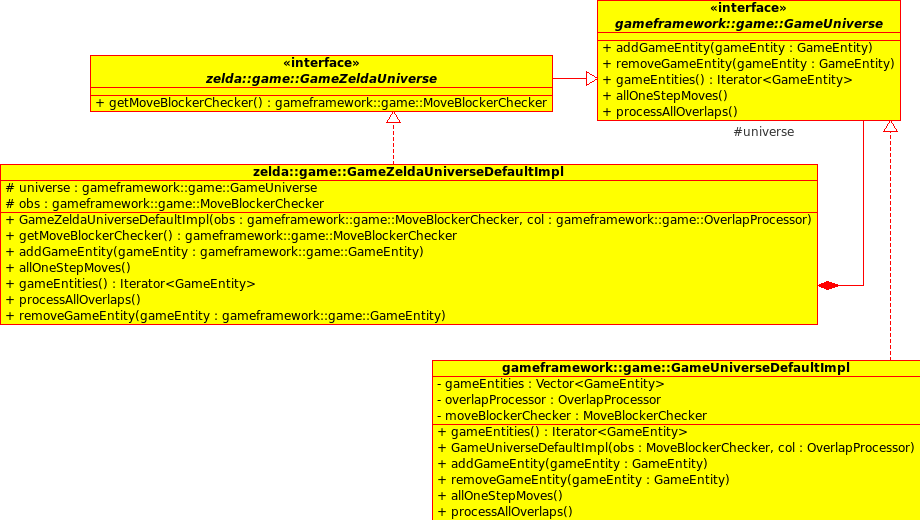 «interface»
gameframework::game::GameUniverse
+ addGameEntity(gameEntity : GameEntity)
+ removeGameEntity(gameEntity : GameEntity)
+ gameEntities() : Iterator<GameEntity>
+ allOneStepMoves()
+ processAllOverlaps()
«interface»
zelda::game::GameZeldaUniverse
+ getMoveBlockerChecker() : gameframework::game::MoveBlockerChecker
#universe
zelda::game::GameZeldaUniverseDefaultImpl
# universe : gameframework::game::GameUniverse
# obs : gameframework::game::MoveBlockerChecker
+ GameZeldaUniverseDefaultImpl(obs : gameframework::game::MoveBlockerChecker, col : gameframework::game::OverlapProcessor)
+ getMoveBlockerChecker() : gameframework::game::MoveBlockerChecker
+ addGameEntity(gameEntity : gameframework::game::GameEntity)
+ allOneStepMoves()
+ gameEntities() : Iterator<GameEntity>
+ processAllOverlaps()
+ removeGameEntity(gameEntity : gameframework::game::GameEntity)
gameframework::game::GameUniverseDefaultImpl
- gameEntities : Vector<GameEntity>
- overlapProcessor : OverlapProcessor
- moveBlockerChecker : MoveBlockerChecker
+ gameEntities() : Iterator<GameEntity>
+ GameUniverseDefaultImpl(obs : MoveBlockerChecker, col : OverlapProcessor)
+ addGameEntity(gameEntity : GameEntity)
+ removeGameEntity(gameEntity : GameEntity)
+ allOneStepMoves()
+ processAllOverlaps()